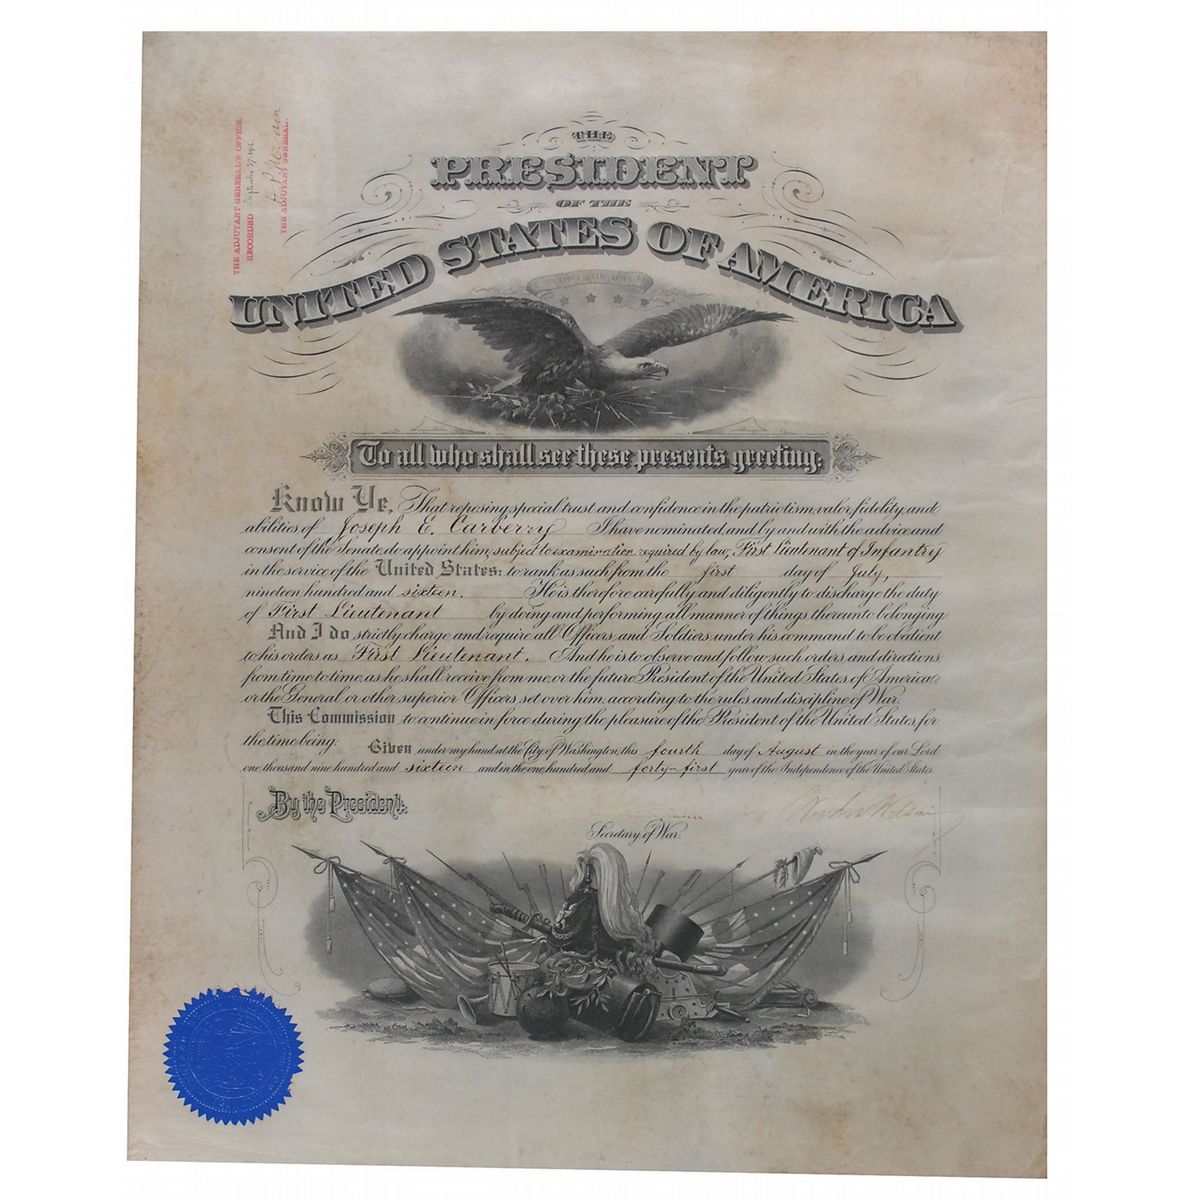 THE ADJUTANT GENERAL'S OFFICE,
RECORDED September 27, 1916
THE ADJUTANT GENERAL.
THE
PRESIDENT
OF THE
UNITED STATES OF AMERICA
To all who shall see these presents greeting:
Know Ye, That reposing special trust and confidence in the patriotism, valor, fidelity, and
abilities of Joseph E. Carberry I have nominated, and by and with the advice and
consent of the Senate do appoint him, subject to examination required by law, First Lieutenant of Infantry
in the service of the United States: to rank as such from the first day of July,
nineteen hundred and sixteen. He is therefore carefully and diligently to discharge the duty
of First Lieutenant by doing and performing all manner of things thereunto belonging.
And I do strictly charge and require all Officers and Soldiers under his command to be obedient
to his orders as First Lieutenant. And he is to observe and follow such orders and directions,
from time to time, as he shall receive from me, or the future President of the United States of America,
or the General or other superior Officers set over him, according to the rules and discipline of War.
This Commission to continue in force during the pleasure of the President of the United States, for
the time being.
Given under my hand at the City of Washington, this fourth day of August in the year of our Lord
one thousand nine hundred and sixteen and in the one hundred and forty-first year of the Independence of the United States.
By the President:
Woodrow Wilson
Secretary of War.